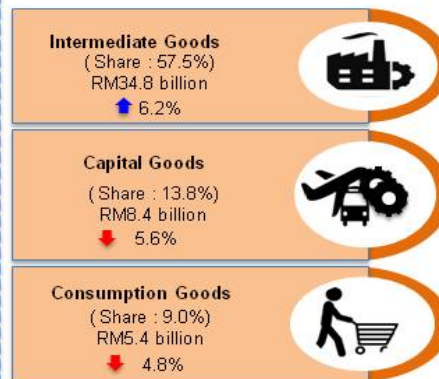 Intermediate Goods
(Share : 57.5%)
RM34.8 billion
6.2%
Capital Goods
(Share : 13.8%)
RM8.4 billion
5.6%
Consumption Goods
(Share : 9.0%)
RM5.4 billion
4.8%